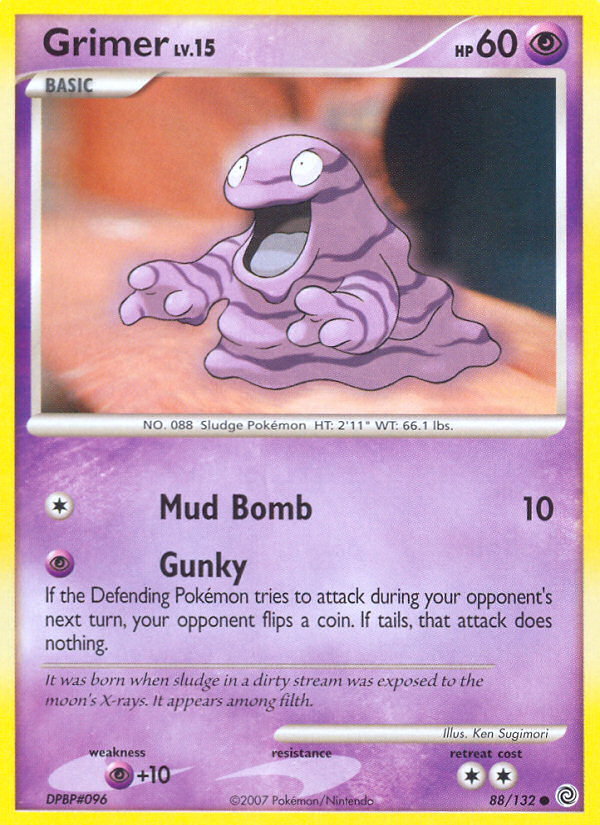 Grimer LV.15
HP 60
BASIC
NO. 088 Sludge Pokémon HT: 2'11" WT: 66.1 lbs.
Mud Bomb 10
Gunky
If the Defending Pokémon tries to attack during your opponent's
next turn, your opponent flips a coin. If tails, that attack does
nothing.
It was born when sludge in a dirty stream was exposed to the
moon's X-rays. It appears among filth.
Illus. Ken Sugimori
weakness resistance retreat cost
+10
DPBP#096 ©2007 Pokémon/Nintendo 88/132